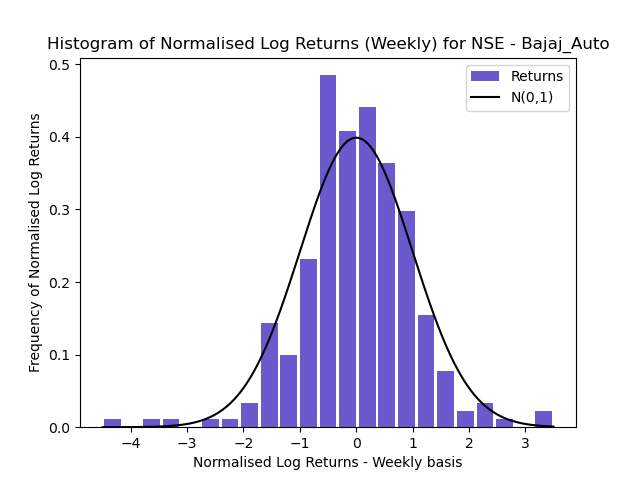 Histogram of Normalised Log Returns (Weekly) for NSE - Bajaj_Auto
Returns
N(0,1)
Frequency of Normalised Log Returns
0.5
0.4
0.3
0.2
0.1
0.0
−4 −3 −2 −1 0 1 2 3
Normalised Log Returns - Weekly basis